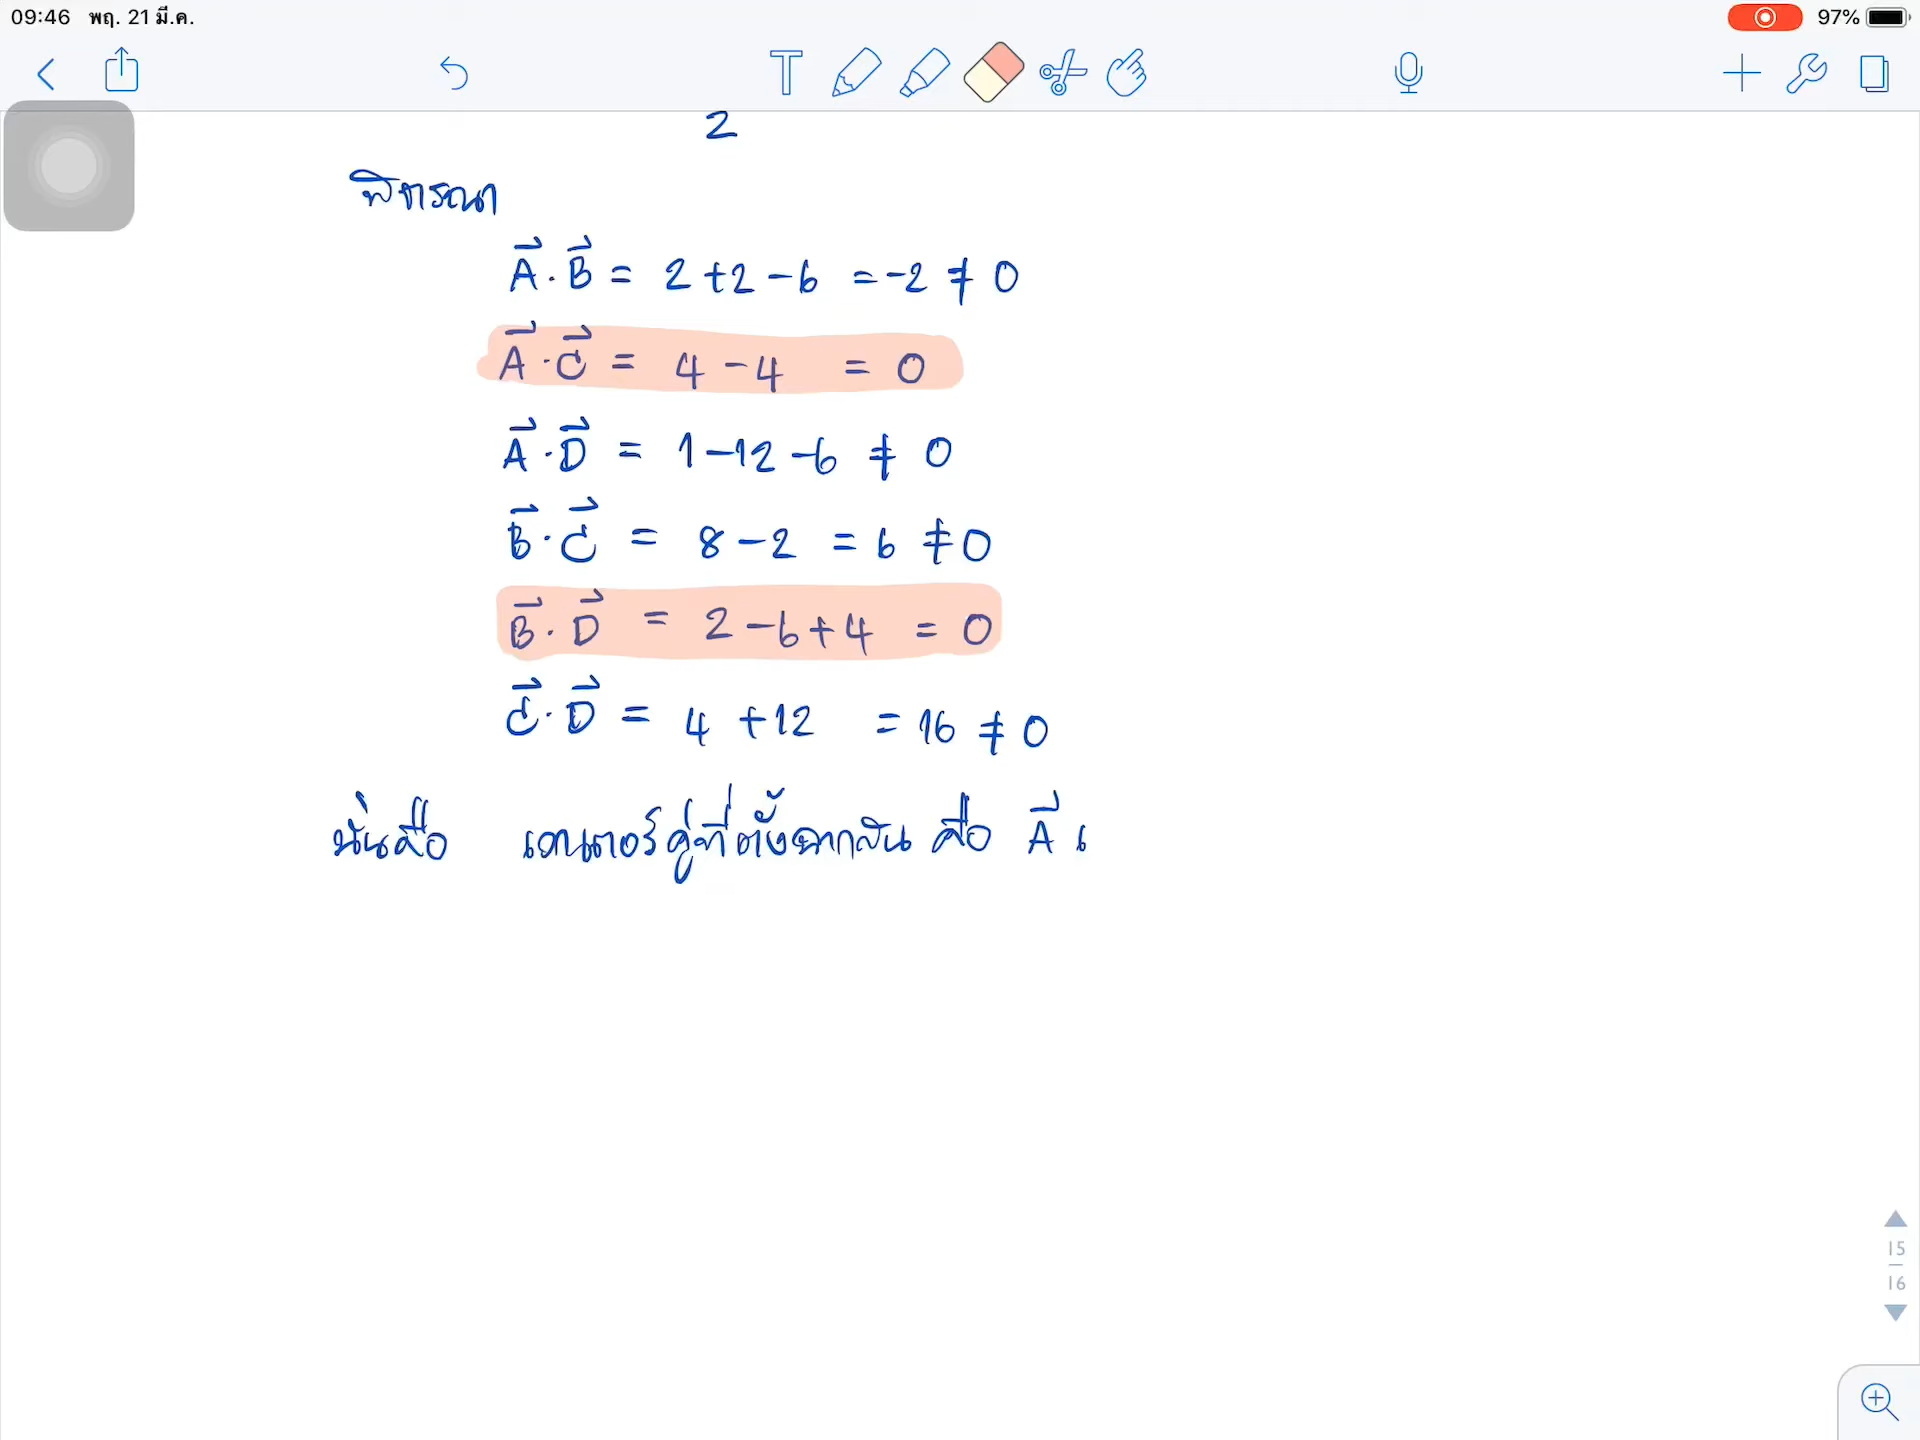 09:46 พฤ. 21 มี.ค. 97%
T
2
พิจารณา
A⃗ · B⃗ = 2 + 2 - 6 = -2 ≠ 0
A⃗ · C⃗ = 4 - 4 = 0
A⃗ · D⃗ = 1 - 12 - 6 ≠ 0
B⃗ · C⃗ = 8 - 2 = 6 ≠ 0
B⃗ · D⃗ = 2 - 6 + 4 = 0
C⃗ · D⃗ = 4 + 12 = 16 ≠ 0
นั่นคือ เวกเตอร์คู่ที่ตั้งฉากกัน คือ A⃗ เ
15
16